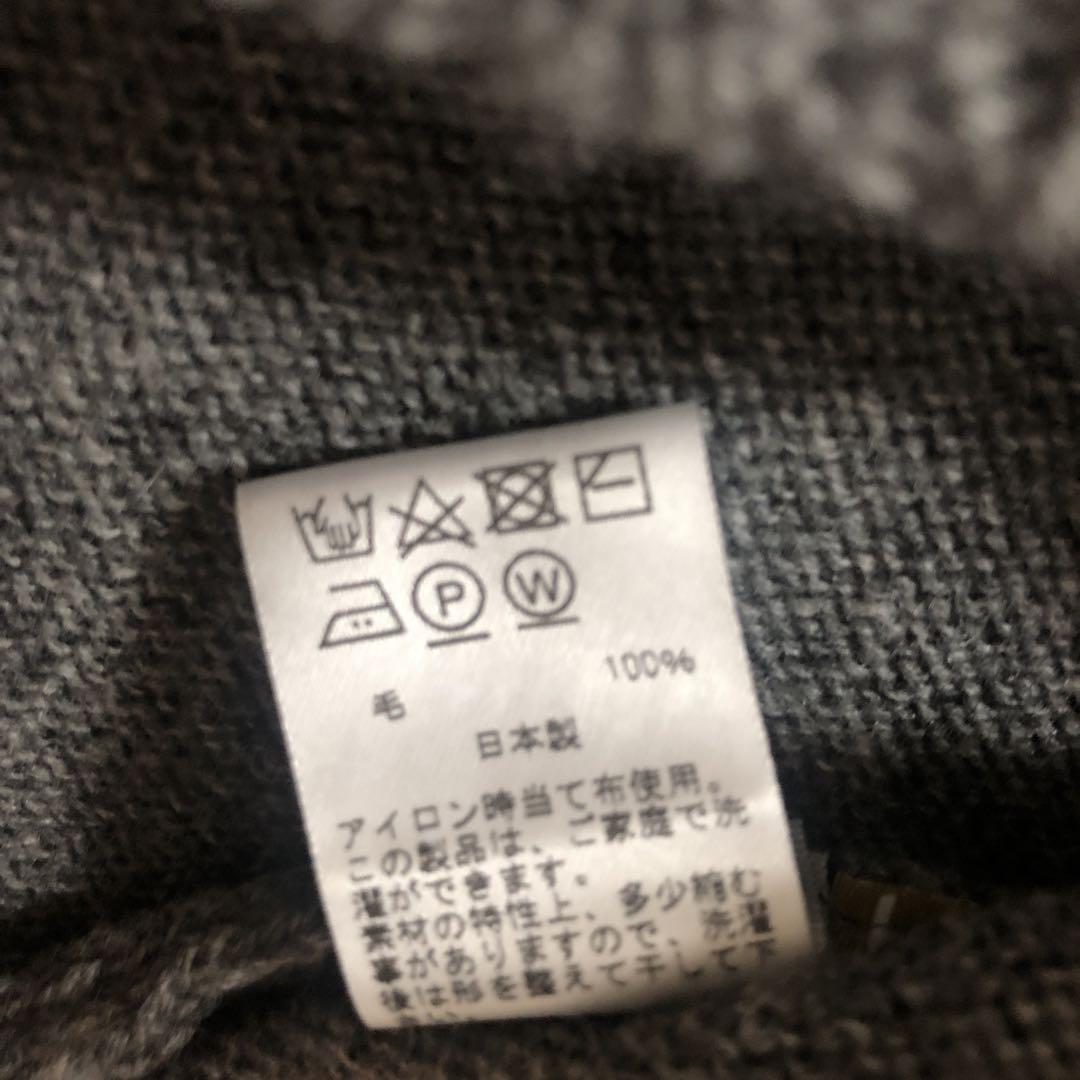 P W
毛 100%
日本製
アイロン時当て布使用。
この製品は、ご家庭で洗
濯ができます。
素材の特性上、多少縮む
事がありますので、洗濯
後は形を整えて干して下
さい。